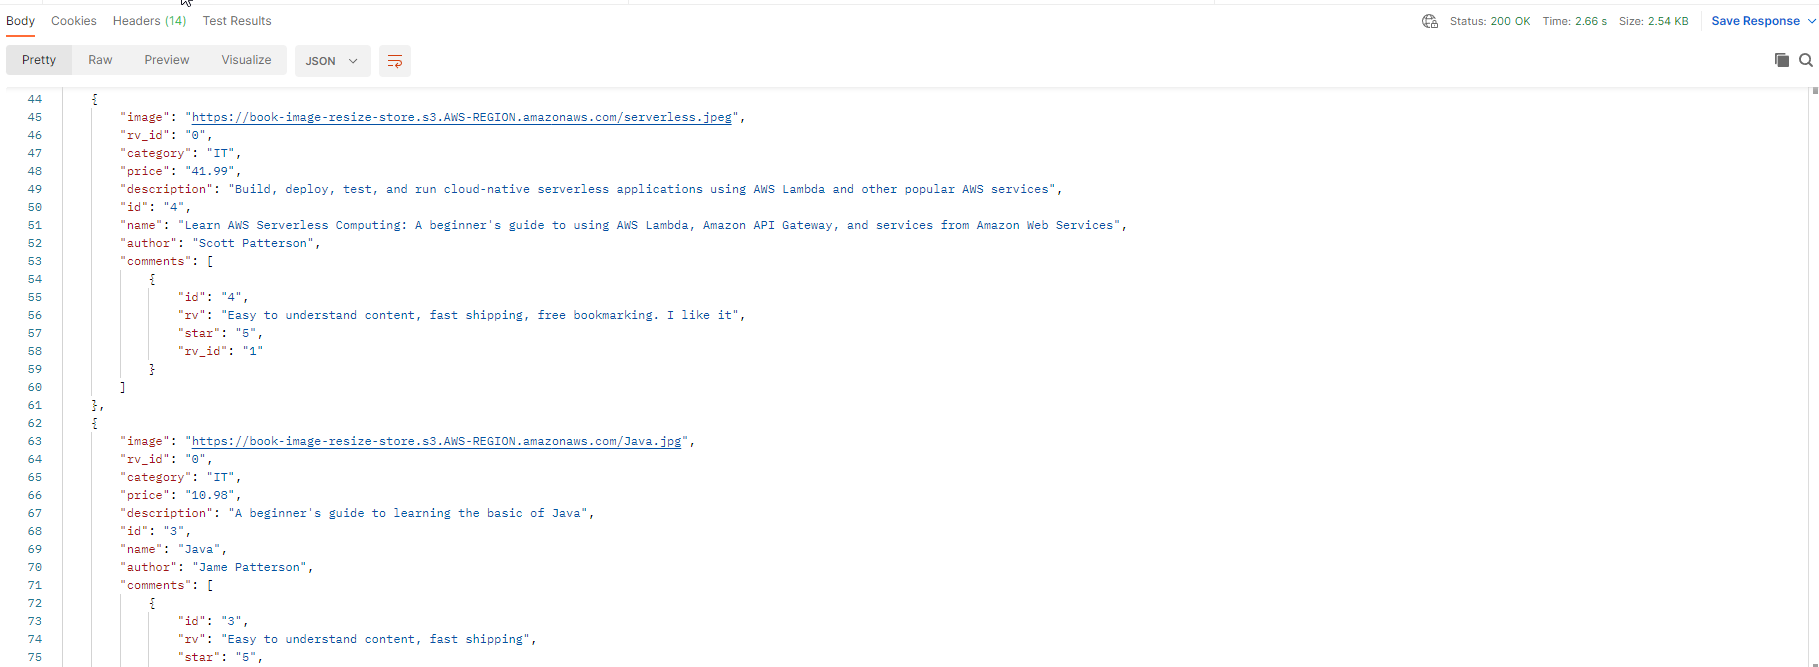 Body Cookies Headers (14) Test Results Status: 200 OK Time: 2.66 s Size: 2.54 KB Save Response
Pretty Raw Preview Visualize JSON
44 {
45 "image": "https://book-image-resize-store.s3.AWS-REGION.amazonaws.com/serverless.jpeg",
46 "rv_id": "0",
47 "category": "IT",
48 "price": "41.99",
49 "description": "Build, deploy, test, and run cloud-native serverless applications using AWS Lambda and other popular AWS services",
50 "id": "4",
51 "name": "Learn AWS Serverless Computing: A beginner's guide to using AWS Lambda, Amazon API Gateway, and services from Amazon Web Services",
52 "author": "Scott Patterson",
53 "comments": [
54 {
55 "id": "4",
56 "rv": "Easy to understand content, fast shipping, free bookmarking. I like it",
57 "star": "5",
58 "rv_id": "1"
59 }
60 ]
61 },
62 {
63 "image": "https://book-image-resize-store.s3.AWS-REGION.amazonaws.com/Java.jpg",
64 "rv_id": "0",
65 "category": "IT",
66 "price": "10.98",
67 "description": "A beginner's guide to learning the basic of Java",
68 "id": "3",
69 "name": "Java",
70 "author": "Jame Patterson",
71 "comments": [
72 {
73 "id": "3",
74 "rv": "Easy to understand content, fast shipping",
75 "star": "5",